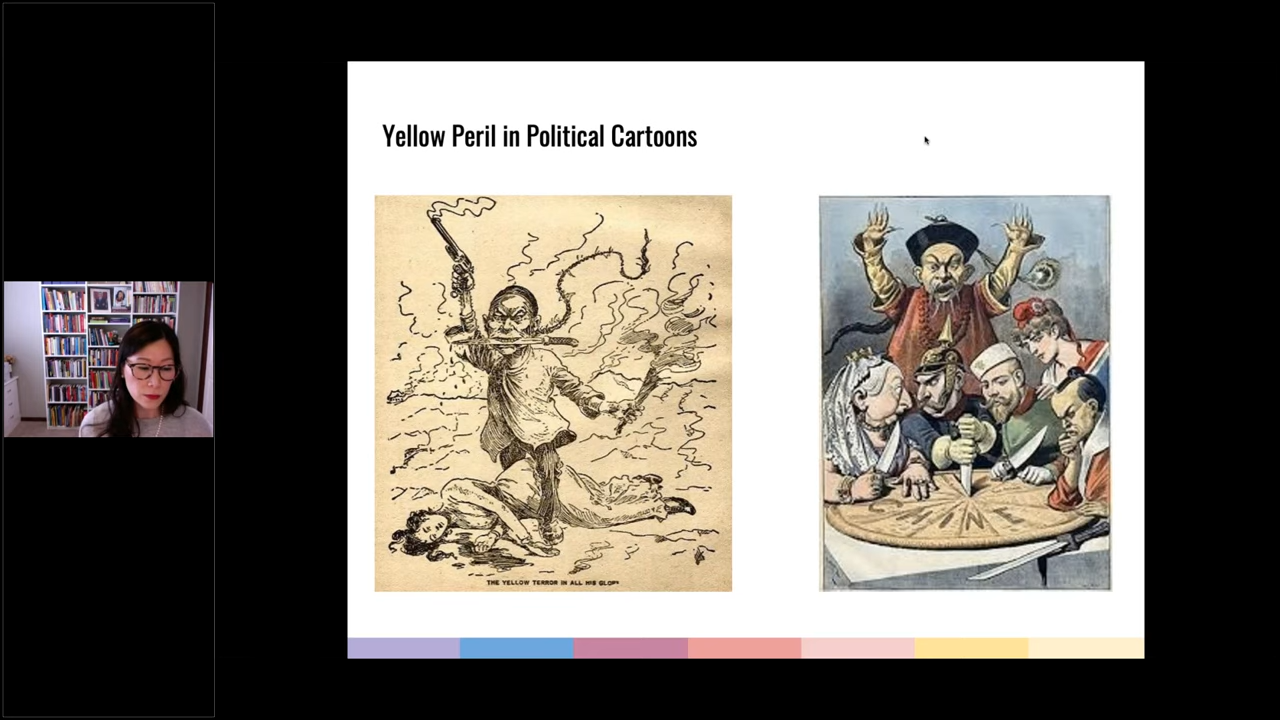 Yellow Peril in Political Cartoons
THE YELLOW TERROR IN ALL HIS GLORY
CHINE